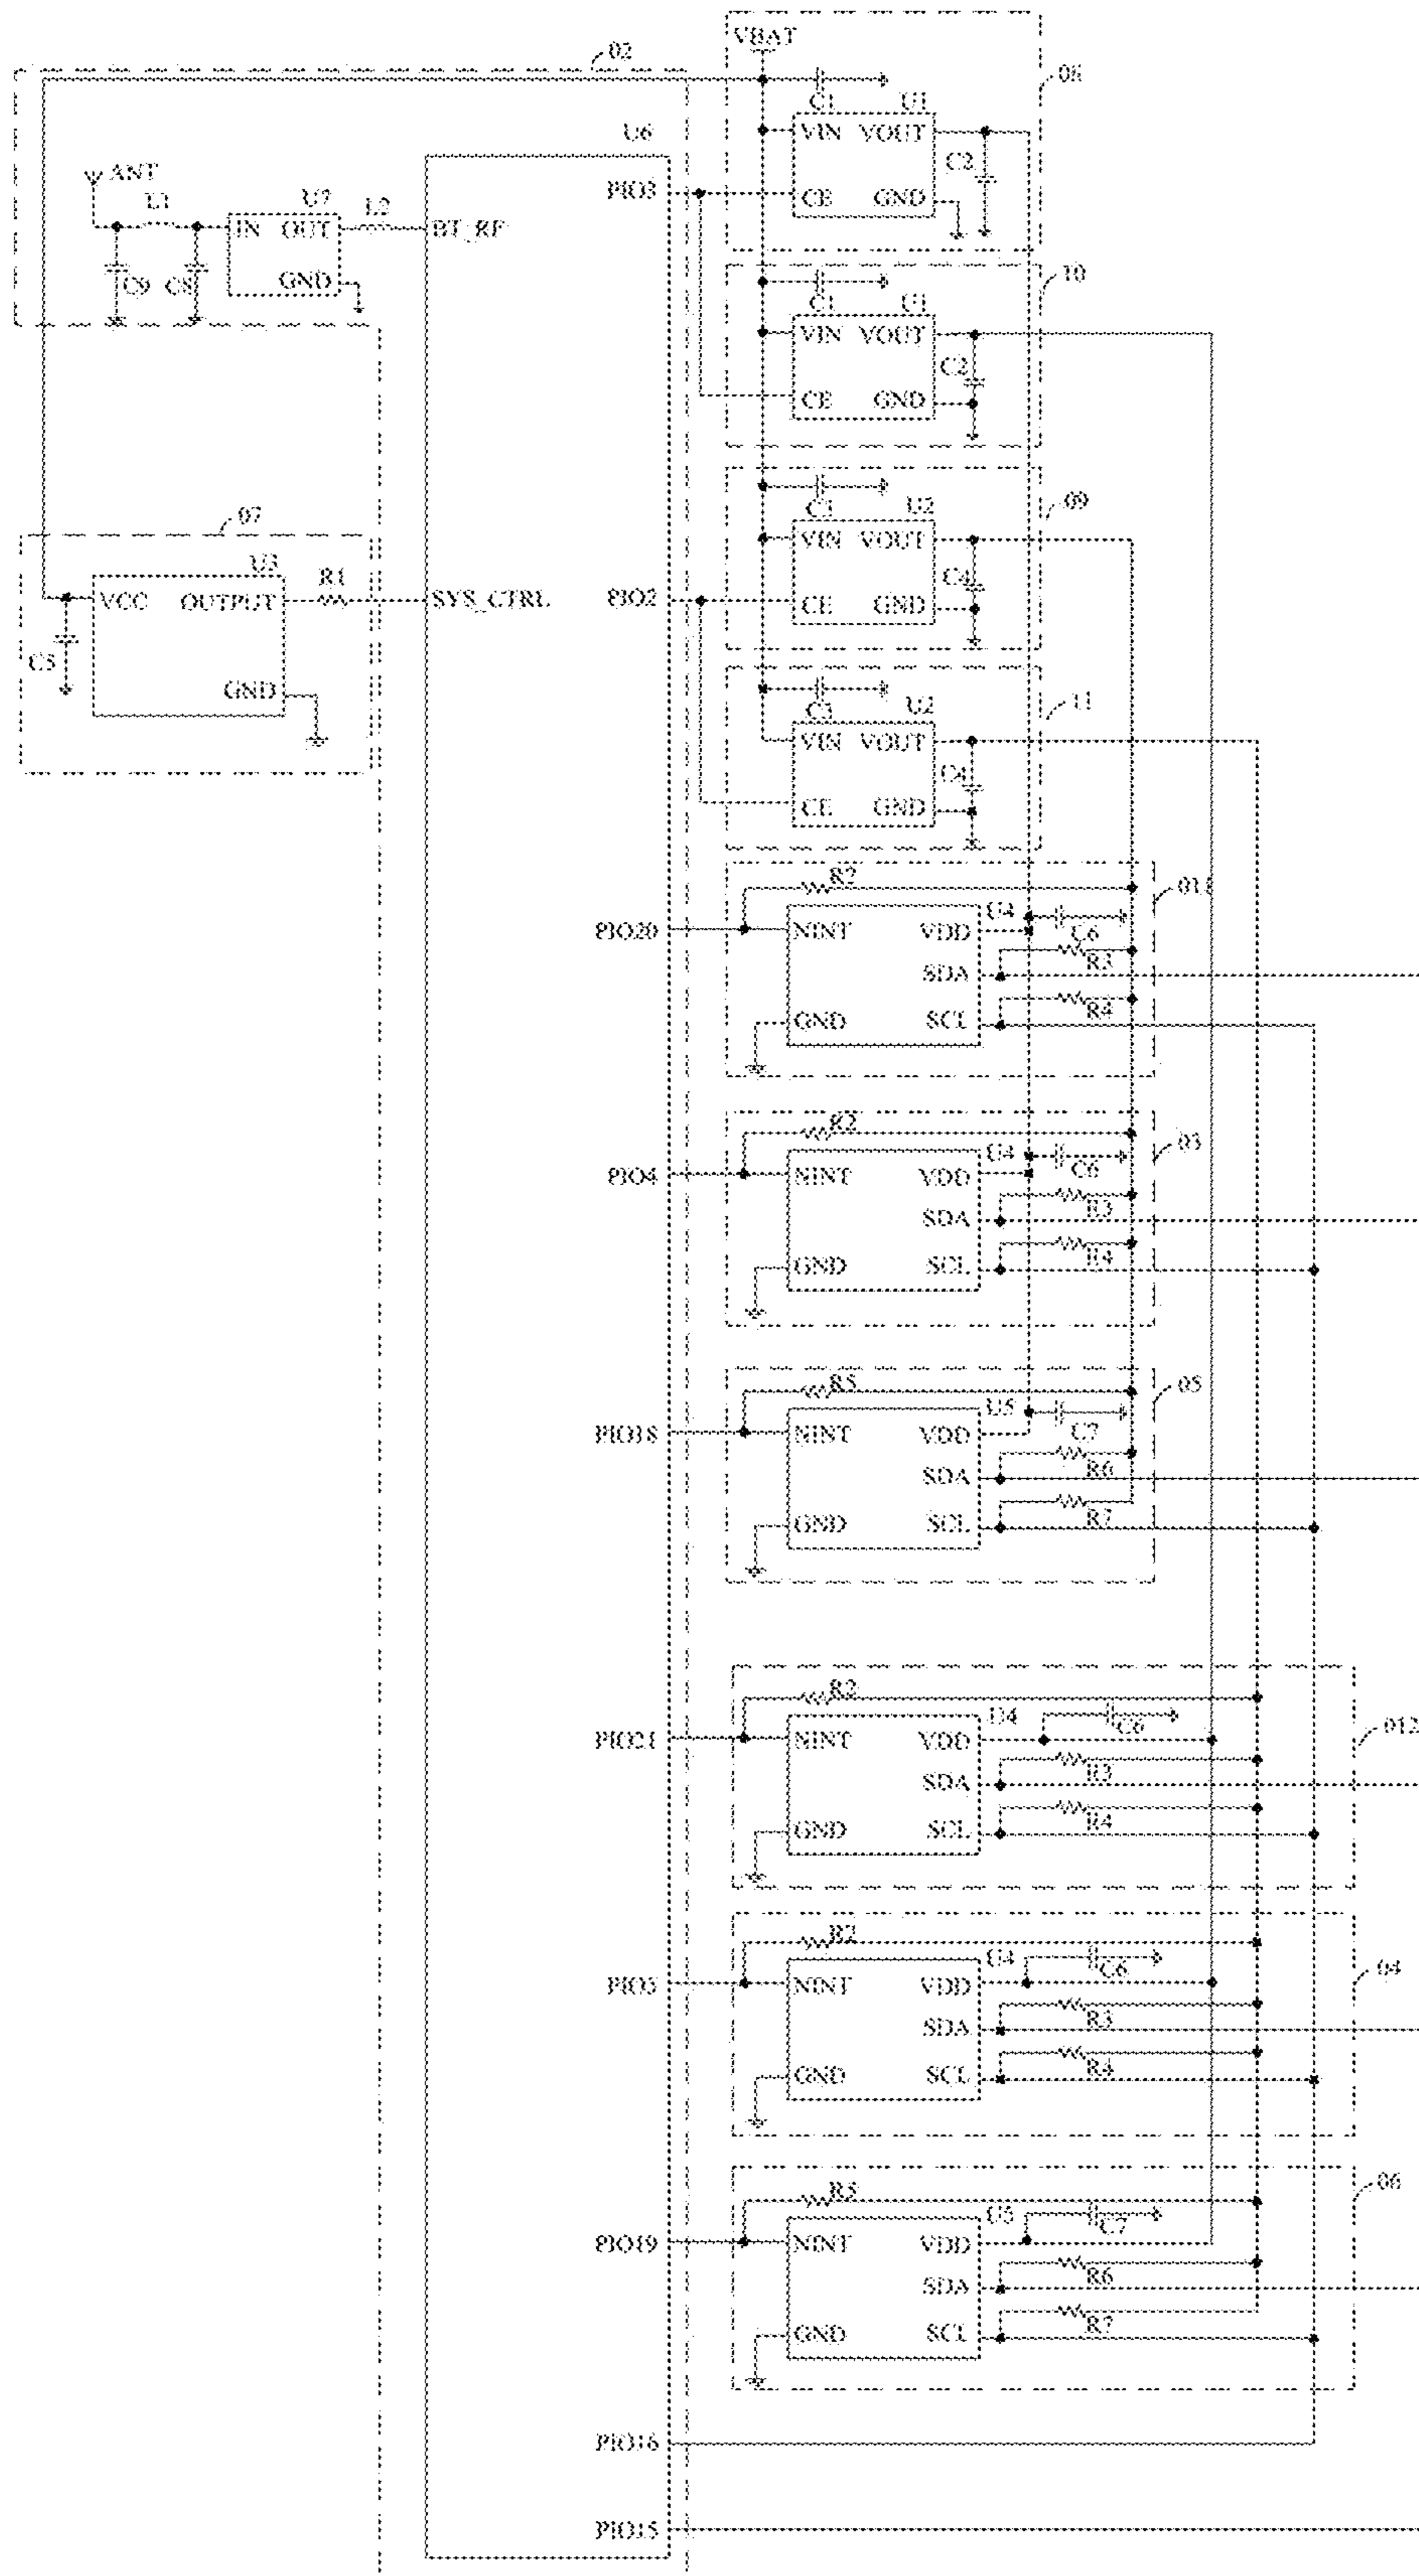 VBAT
02
08
C1 U1
VIN VOUT
C2
CE GND
U6
PIO3
ANT
L1
U7
L2
IN OUT
BT_RF
C9 C8
GND
10
C1 U1
VIN VOUT
C2
CE GND
07
09
C3 U2
VIN VOUT
C4
CE GND
U3
R1
VCC OUTPUT
SYS_CTRL
PIO2
C5
GND
11
C3 U2
VIN VOUT
C4
CE GND
R2
011
U4
C6
PIO20
NINT VDD
R3
SDA
R4
GND SCL
R2
03
U4
C6
PIO4
NINT VDD
R3
SDA
R4
GND SCL
R5
05
U5
C7
PIO18
NINT VDD
R6
SDA
R7
GND SCL
R2
012
U4
C6
PIO21
NINT VDD
R3
SDA
R4
GND SCL
R2
04
U4
C6
NINT VDD
R3
SDA
R4
GND SCL
R5
06
U5
C7
PIO19
NINT VDD
R6
SDA
R7
GND SCL
PIO16
PIO15